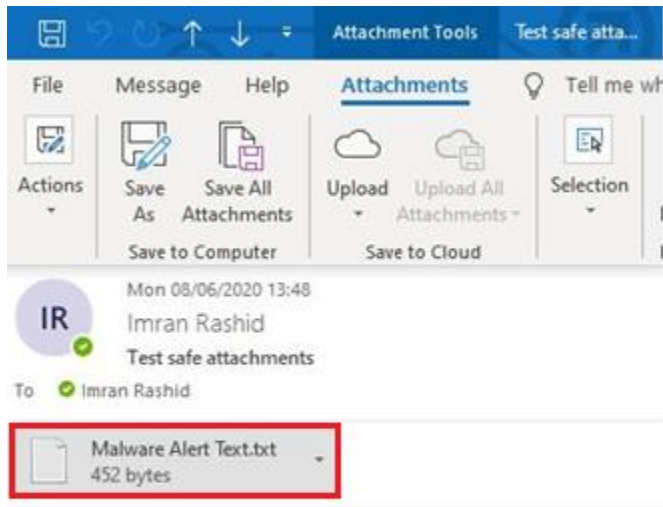 Attachment Tools Test safe atta...
File Message Help Attachments Tell me wh
Actions Save As Save All Attachments Upload Upload All Attachments Selection
Save to Computer Save to Cloud
Mon 08/06/2020 13:48
IR
Imran Rashid
Test safe attachments
To Imran Rashid
Malware Alert Text.txt
452 bytes